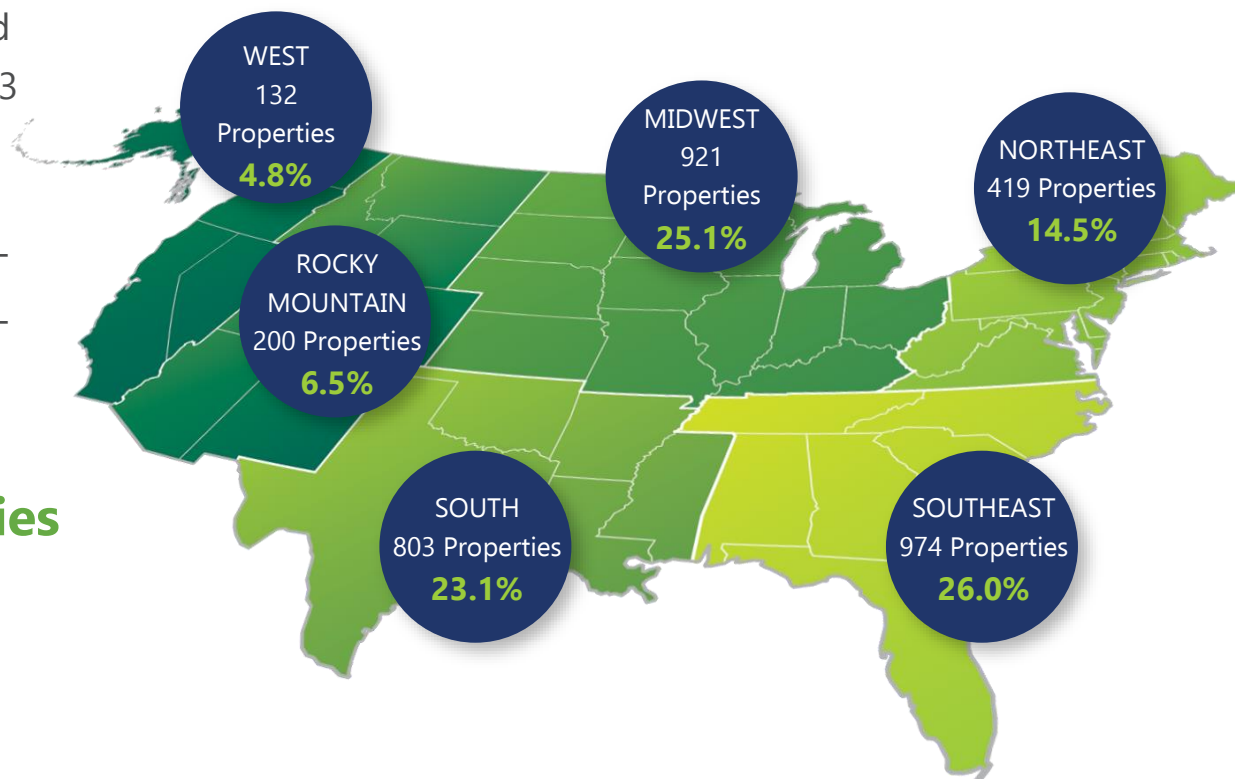 d
3
WEST
132
Properties
4.8%
MIDWEST
921
Properties
25.1%
NORTHEAST
419 Properties
14.5%
ROCKY
MOUNTAIN
200 Properties
6.5%
ies
SOUTH
803 Properties
23.1%
SOUTHEAST
974 Properties
26.0%